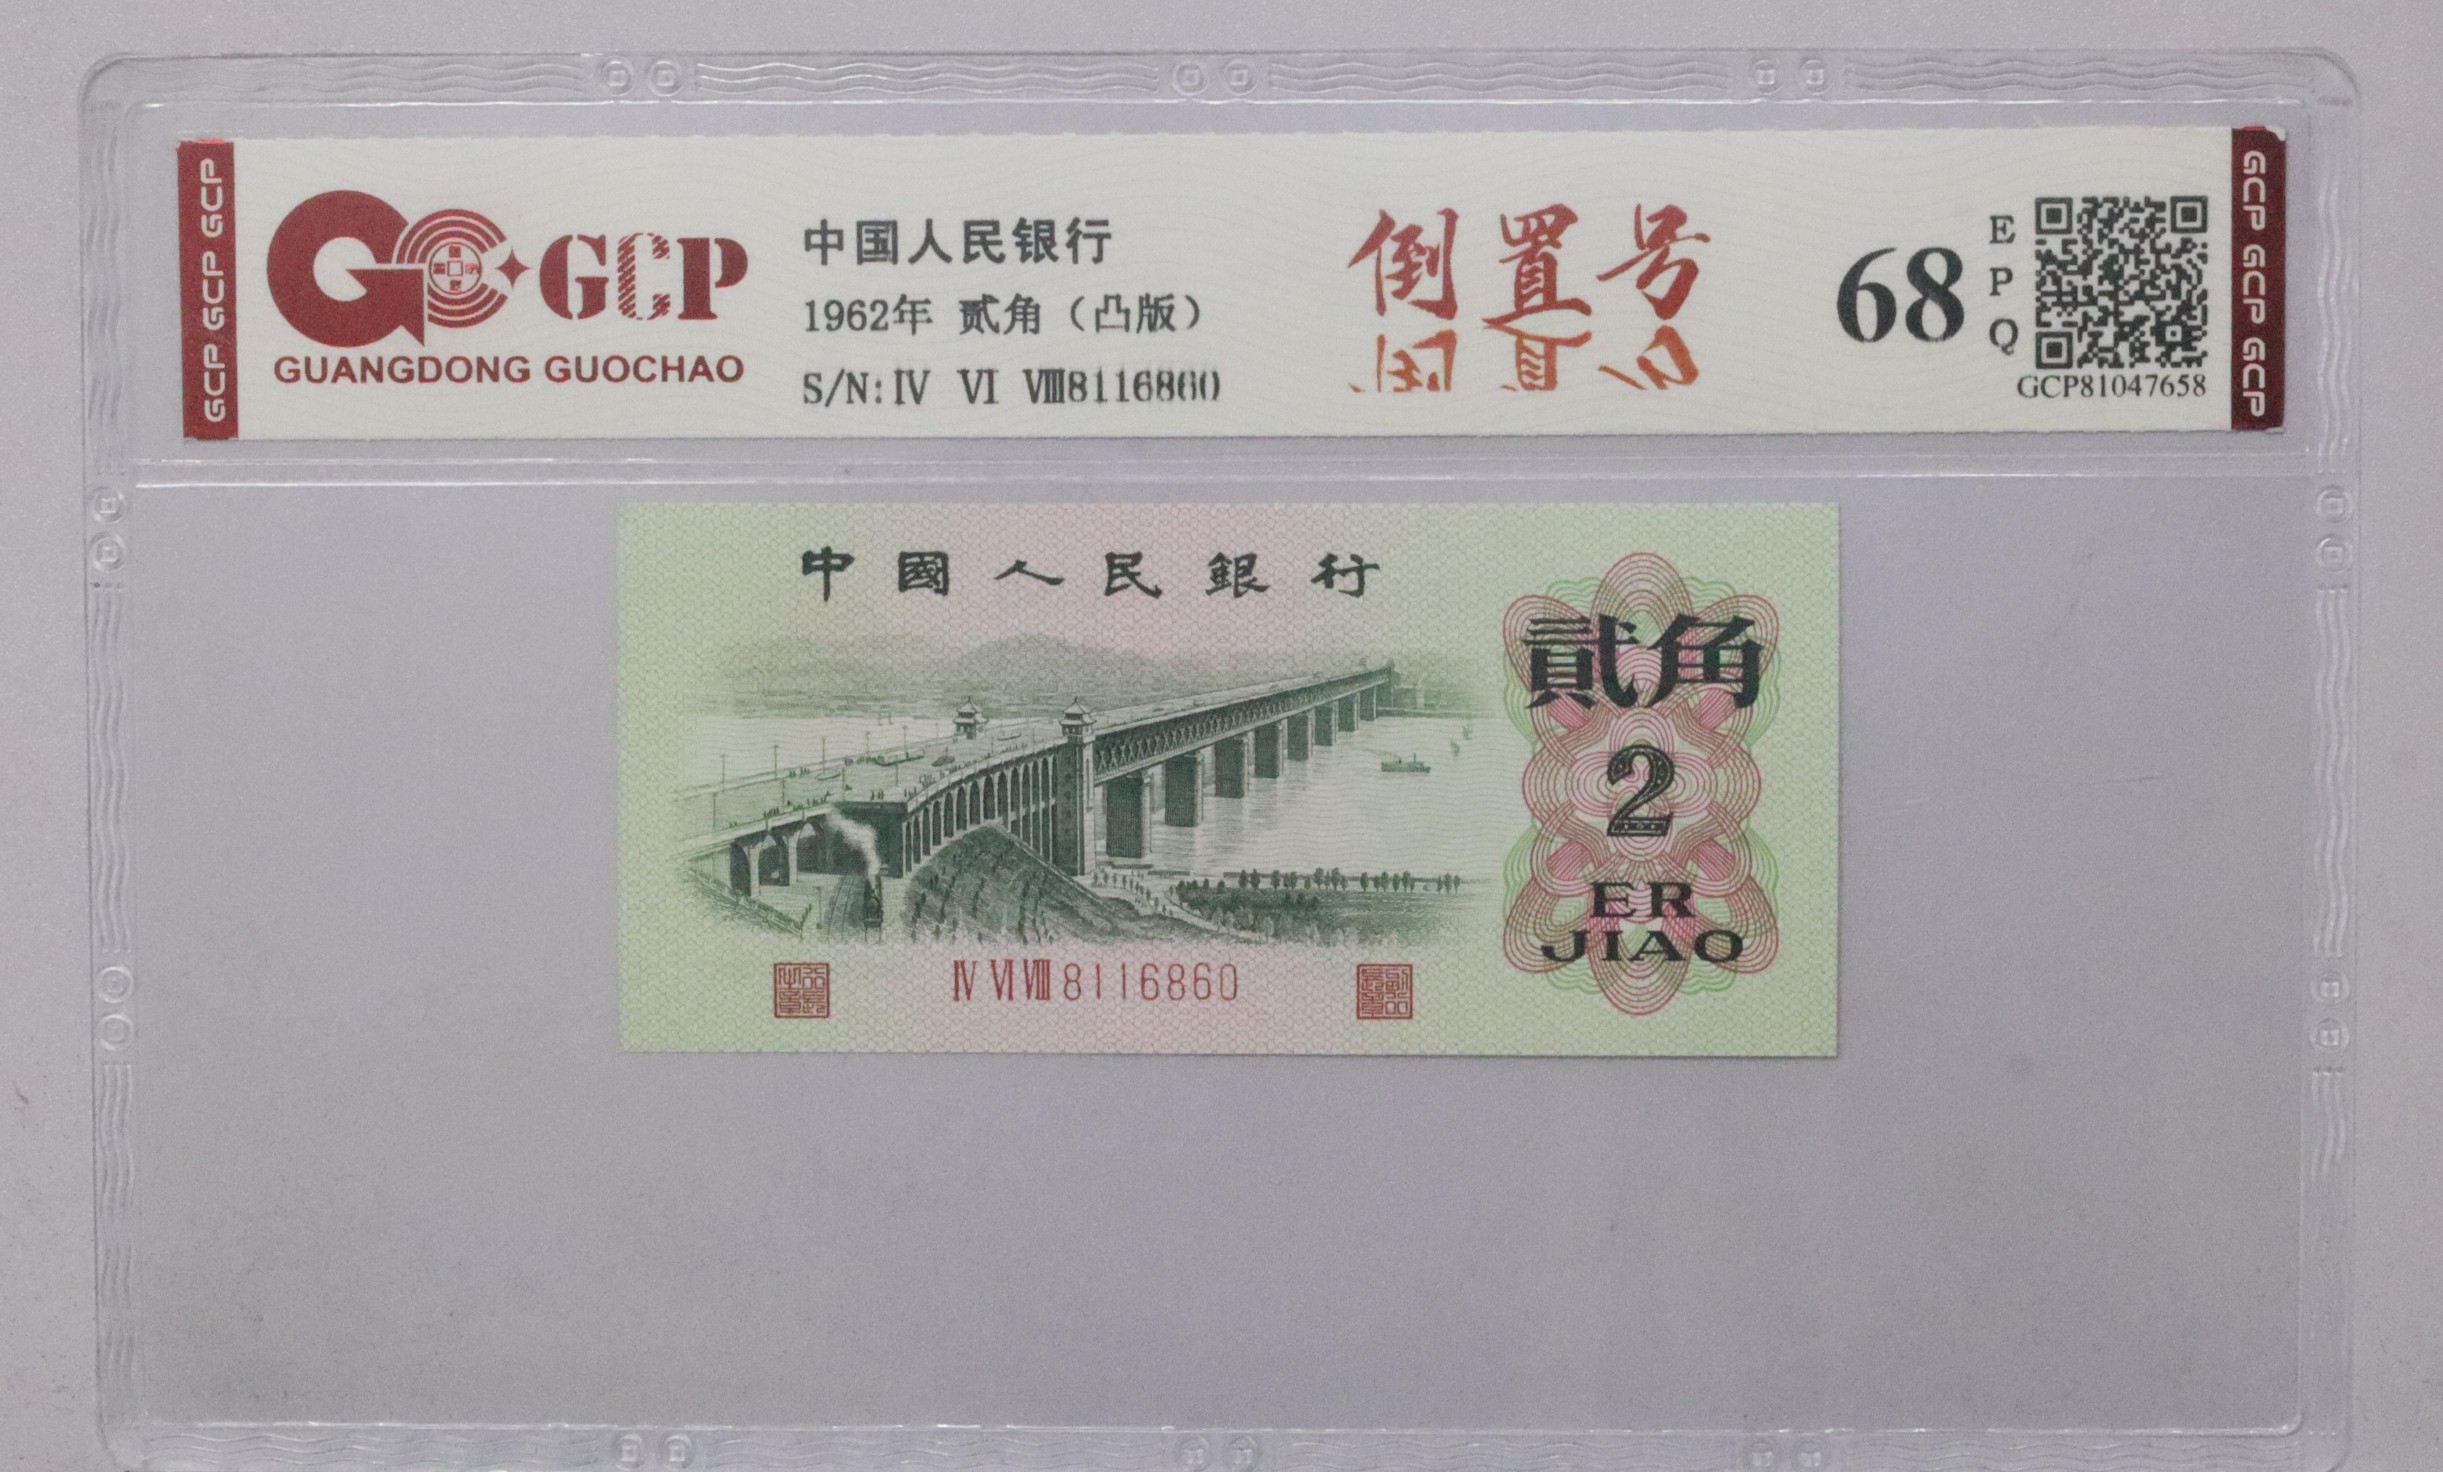 GCP GCP GCP
GCP
GUANGDONG GUOCHAO
中国人民银行
1962年 贰角（凸版）
S/N:Ⅳ Ⅵ Ⅷ8116860
倒置号
68
E
P
Q
GCP81047658
GCP GCP GCP
中國人民銀行
貳角
2
ER
JIAO
Ⅳ Ⅵ Ⅷ 8116860